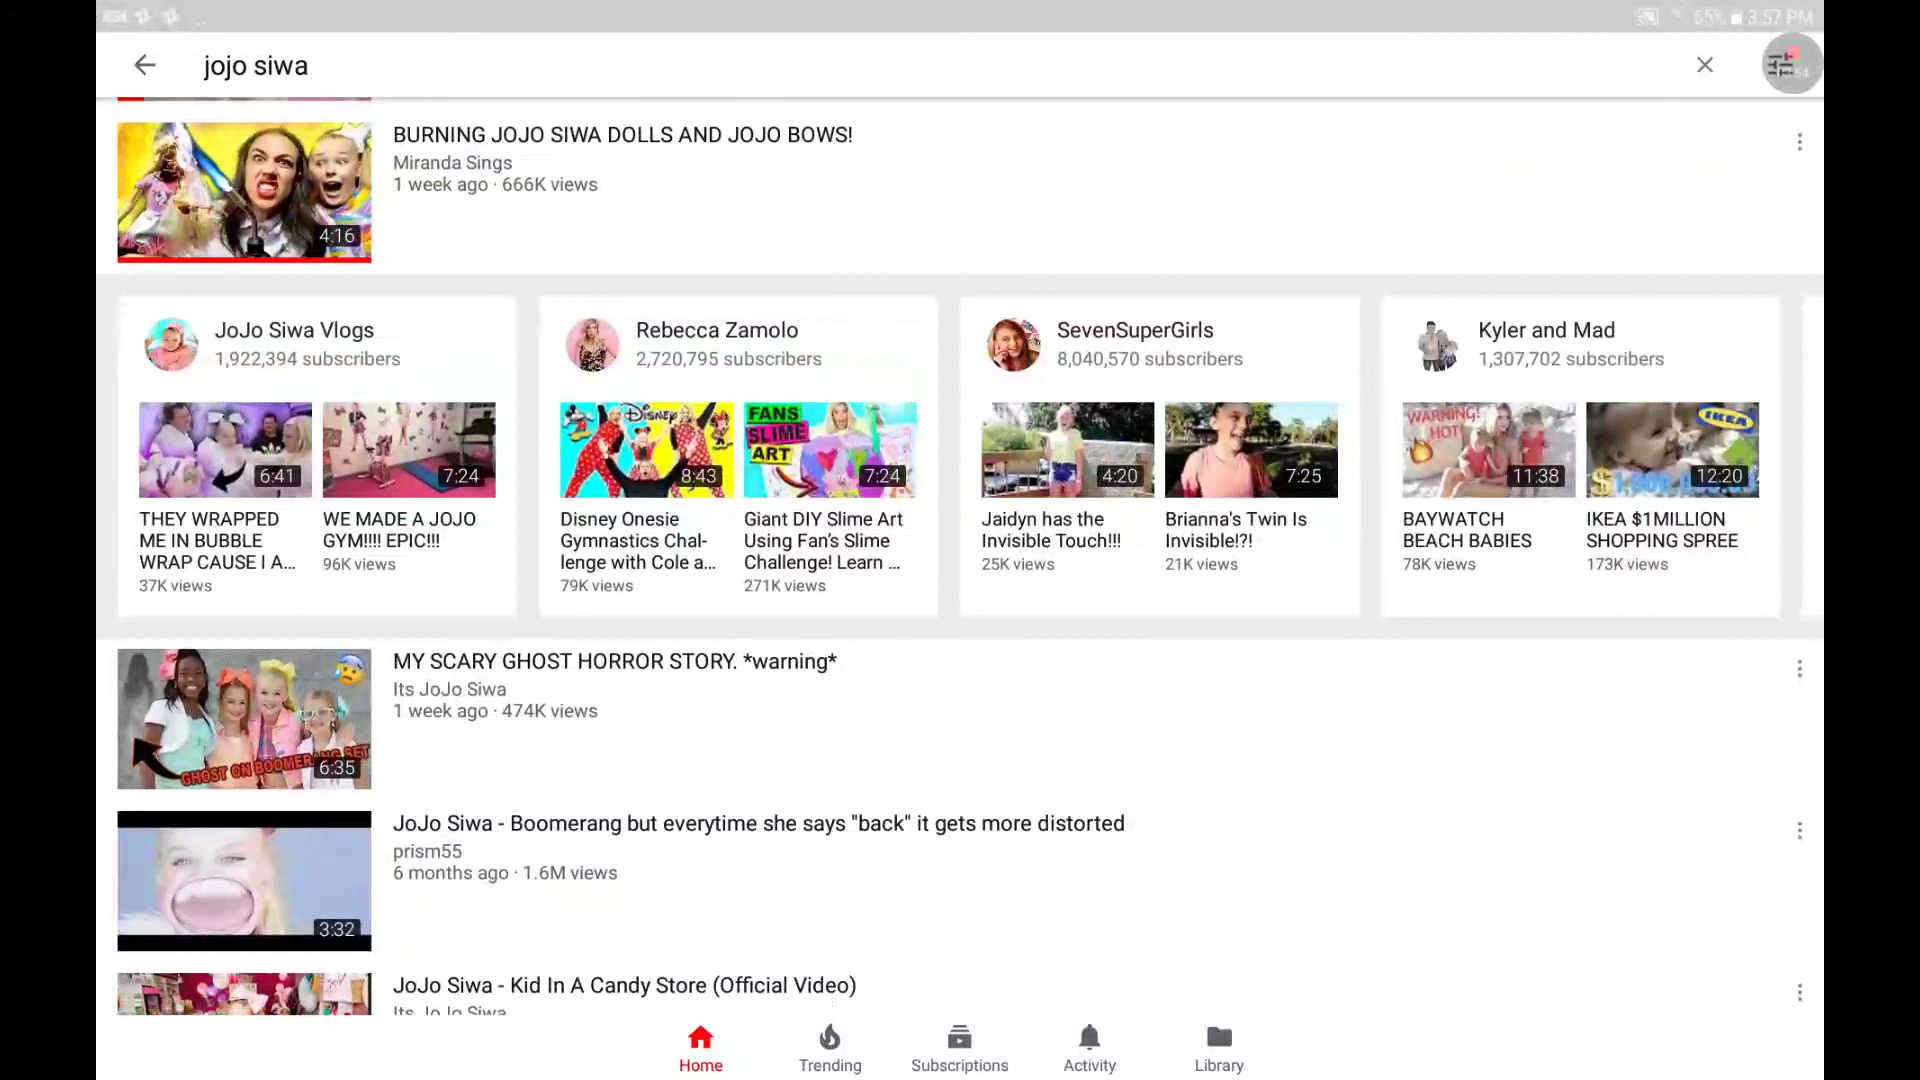 65% 3:57 PM
jojo siwa
BURNING JOJO SIWA DOLLS AND JOJO BOWS!
Miranda Sings
1 week ago · 666K views
4:16
JoJo Siwa Vlogs
1,922,394 subscribers
6:41
7:24
THEY WRAPPED
ME IN BUBBLE
WRAP CAUSE I A...
37K views
WE MADE A JOJO
GYM!!!! EPIC!!!
96K views
Rebecca Zamolo
2,720,795 subscribers
DISNEY
8:43
FANS
SLIME
ART
7:24
Disney Onesie
Gymnastics Chal-
lenge with Cole a...
79K views
Giant DIY Slime Art
Using Fan's Slime
Challenge! Learn ...
271K views
SevenSuperGirls
8,040,570 subscribers
4:20
7:25
Jaidyn has the
Invisible Touch!!!
25K views
Brianna's Twin Is
Invisible!?!
21K views
Kyler and Mad
1,307,702 subscribers
WARNING!
HOT!
11:38
IKEA
12:20
BAYWATCH
BEACH BABIES
78K views
IKEA $1MILLION
SHOPPING SPREE
173K views
MY SCARY GHOST HORROR STORY. *warning*
Its JoJo Siwa
1 week ago · 474K views
GHOST ON BOOMERANG SET
6:35
JoJo Siwa - Boomerang but everytime she says "back" it gets more distorted
prism55
6 months ago · 1.6M views
3:32
JoJo Siwa - Kid In A Candy Store (Official Video)
Its JoJo Siwa
Home
Trending
Subscriptions
Activity
Library